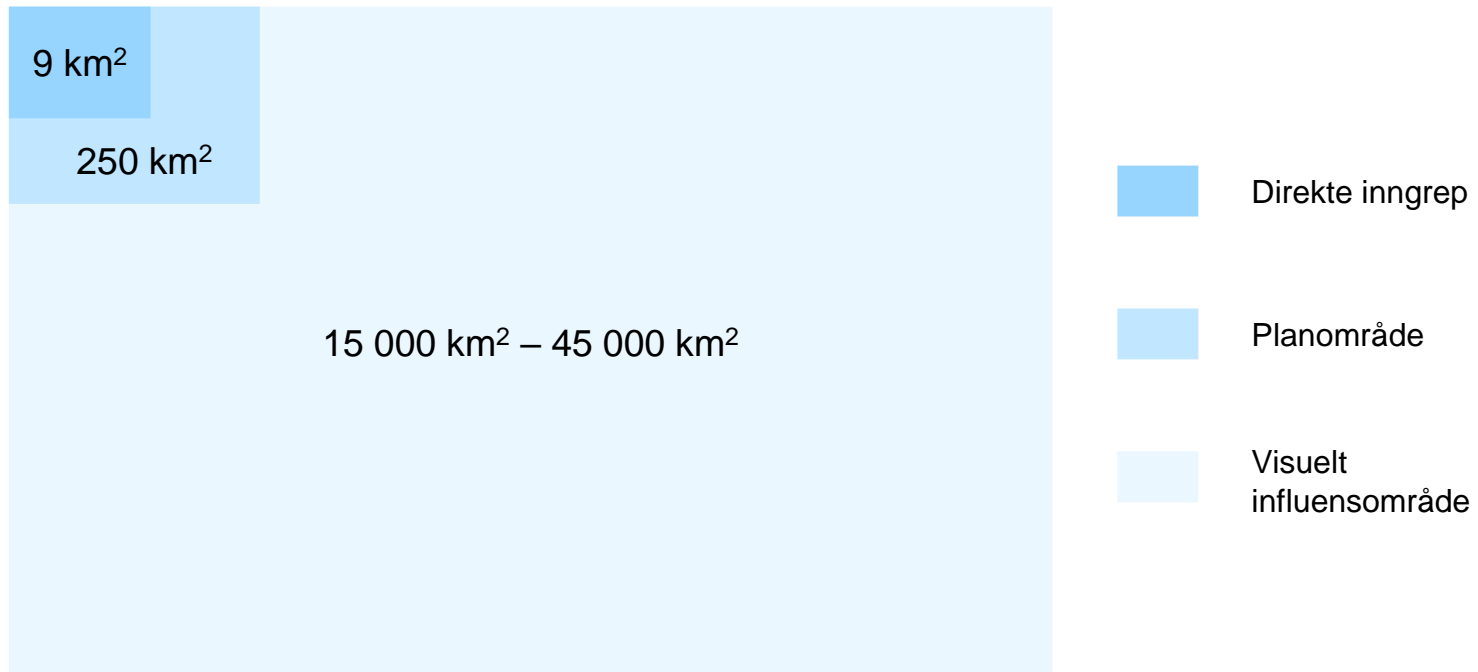 9 km²
250 km²
15 000 km² – 45 000 km²
Direkte inngrep
Planområde
Visuelt
influensområde